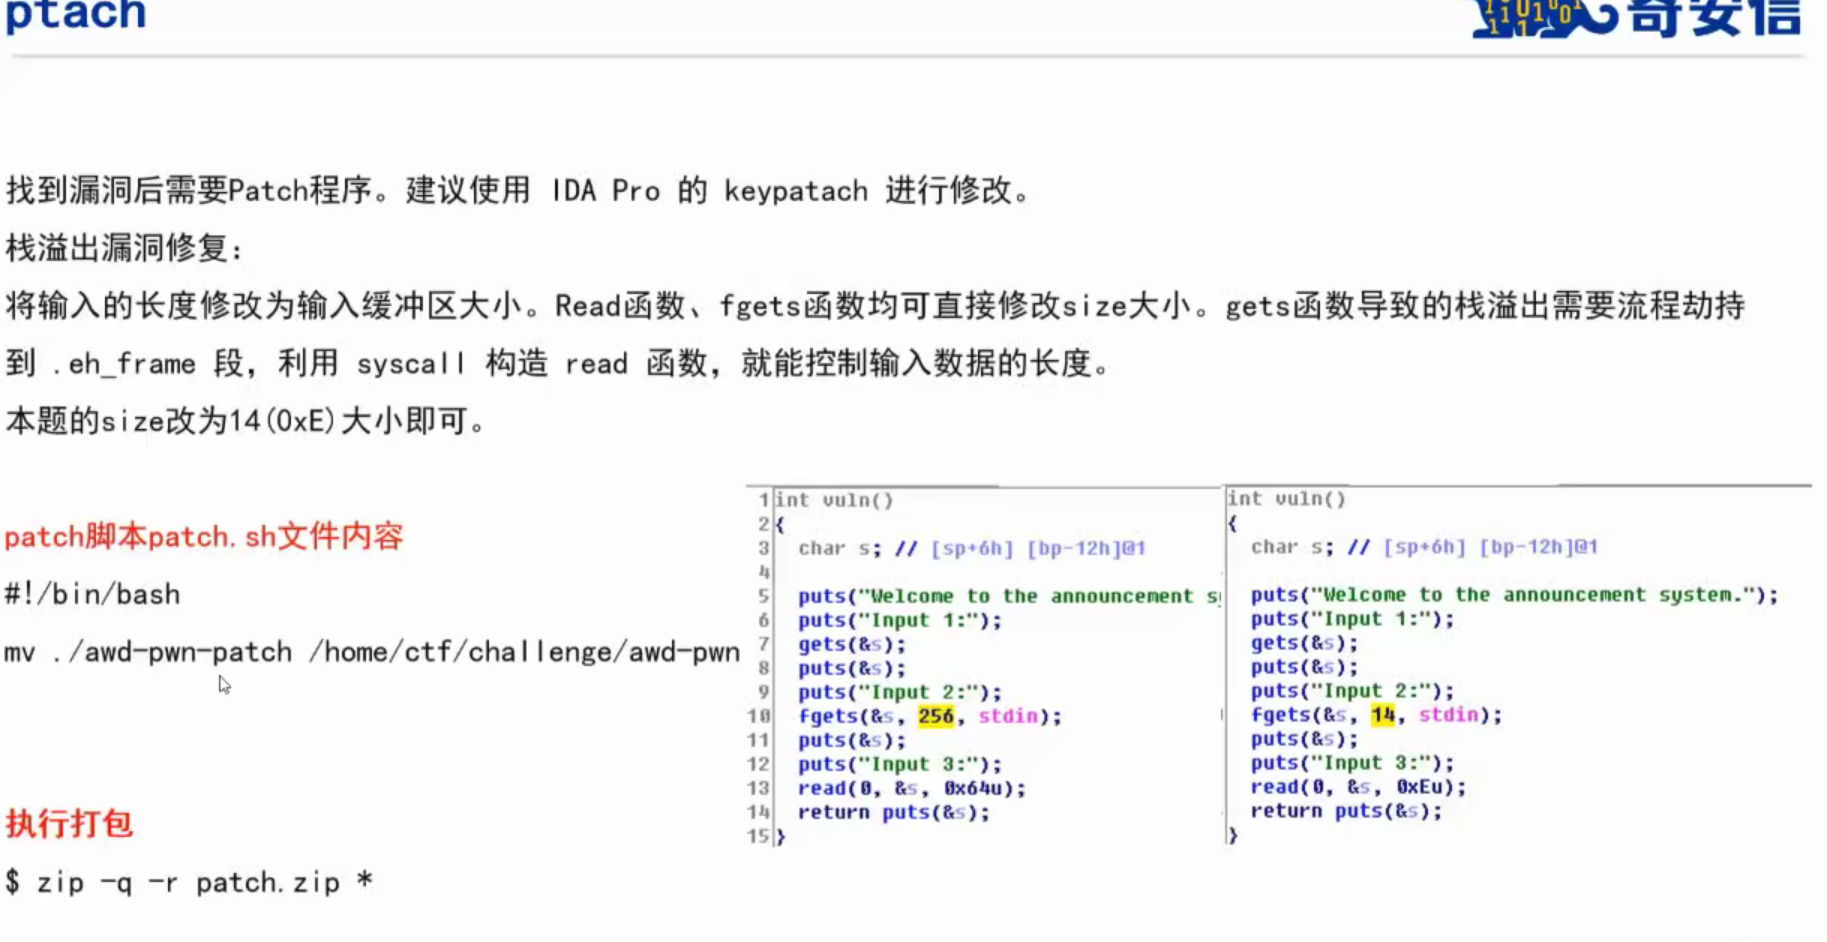 ptach
奇安信
找到漏洞后需要Patch程序。建议使用 IDA Pro 的 keypatach 进行修改。
栈溢出漏洞修复:
将输入的长度修改为输入缓冲区大小。Read函数、fgets函数均可直接修改size大小。gets函数导致的栈溢出需要流程劫持
到 .eh_frame 段，利用 syscall 构造 read 函数，就能控制输入数据的长度。
本题的size改为14(0xE)大小即可。
patch脚本patch.sh文件内容
#!/bin/bash
mv ./awd-pwn-patch /home/ctf/challenge/awd-pwn
执行打包
$ zip -q -r patch.zip *
1 int vuln()
2 {
3 char s; // [sp+6h] [bp-12h]@1
4
5 puts("Welcome to the announcement s
6 puts("Input 1:");
7 gets(&s);
8 puts(&s);
9 puts("Input 2:");
10 fgets(&s, 256, stdin);
11 puts(&s);
12 puts("Input 3:");
13 read(0, &s, 0x64u);
14 return puts(&s);
15 }
int vuln()
{
char s; // [sp+6h] [bp-12h]@1
puts("Welcome to the announcement system.");
puts("Input 1:");
gets(&s);
puts(&s);
puts("Input 2:");
fgets(&s, 14, stdin);
puts(&s);
puts("Input 3:");
read(0, &s, 0xEu);
return puts(&s);
}